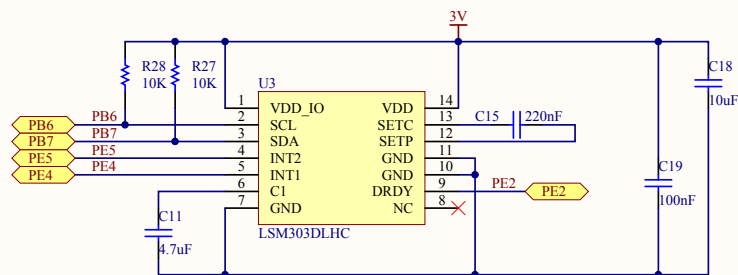 3V
R28
10K
R27
10K
C18
10uF
U3
1 VDD_IO VDD 14
PB6 PB6 2 SCL SETC 13 C15 220nF
PB7 PB7 3 SDA SETP 12
PE5 PE5 4 INT2 GND 11
PE4 PE4 5 INT1 GND 10
6 C1 DRDY 9 PE2 PE2
7 GND NC 8
C19
100nF
C11
4.7uF
LSM303DLHC